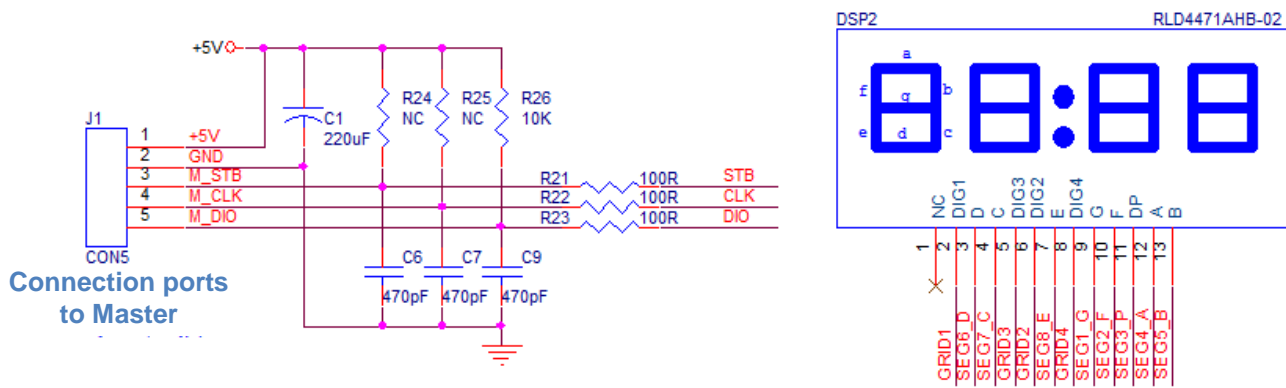 +5V
R24
NC
R25
NC
R26
10K
C1
220uF
J1
1 +5V
2 GND
3 M_STB
4 M_CLK
5 M_DIO
CON5
R21 100R STB
R22 100R CLK
R23 100R DIO
C6
470pF
C7
470pF
C9
470pF
Connection ports
to Master
DSP2 RLD4471AHB-02
a
f g b
e d c
NC
DIG1
D
C
DIG3
DIG2
E
DIG4
G
F
DP
A
B
1
2
3
4
5
6
7
8
9
10
11
12
13
GRID1
SEG6_D
SEG7_C
GRID3
GRID2
SEG8_E
GRID4
SEG1_G
SEG2_F
SEG3_P
SEG4_A
SEG5_B